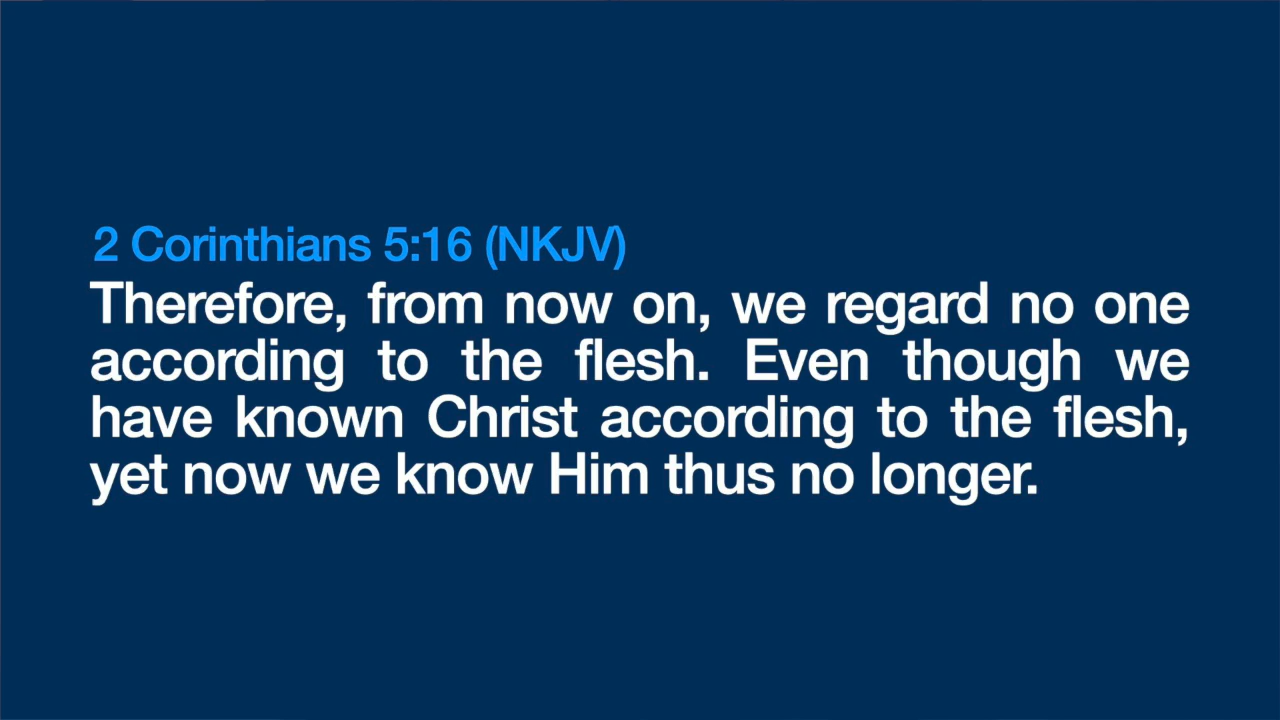 2 Corinthians 5:16 (NKJV)
Therefore, from now on, we regard no one
according to the flesh. Even though we
have known Christ according to the flesh,
yet now we know Him thus no longer.